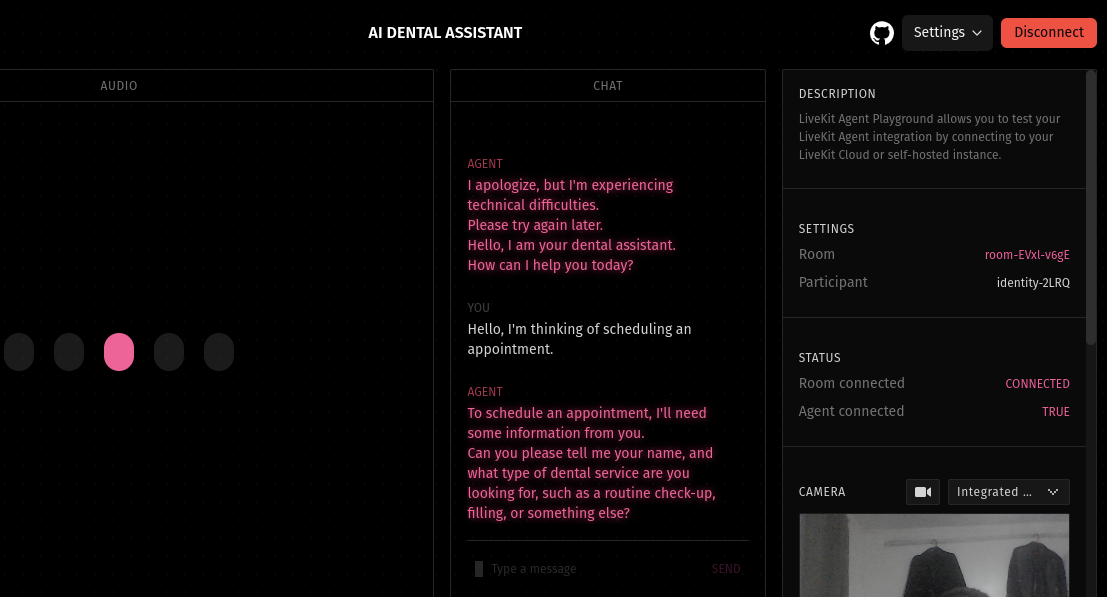 AI DENTAL ASSISTANT
Settings
Disconnect
AUDIO
CHAT
AGENT
I apologize, but I'm experiencing
technical difficulties.
Please try again later.
Hello, I am your dental assistant.
How can I help you today?
YOU
Hello, I'm thinking of scheduling an
appointment.
AGENT
To schedule an appointment, I'll need
some information from you.
Can you please tell me your name, and
what type of dental service are you
looking for, such as a routine check-up,
filling, or something else?
Type a message
SEND
DESCRIPTION
LiveKit Agent Playground allows you to test your
LiveKit Agent integration by connecting to your
LiveKit Cloud or self-hosted instance.
SETTINGS
Room room-EVxl-v6gE
Participant identity-2LRQ
STATUS
Room connected CONNECTED
Agent connected TRUE
CAMERA Integrated ...